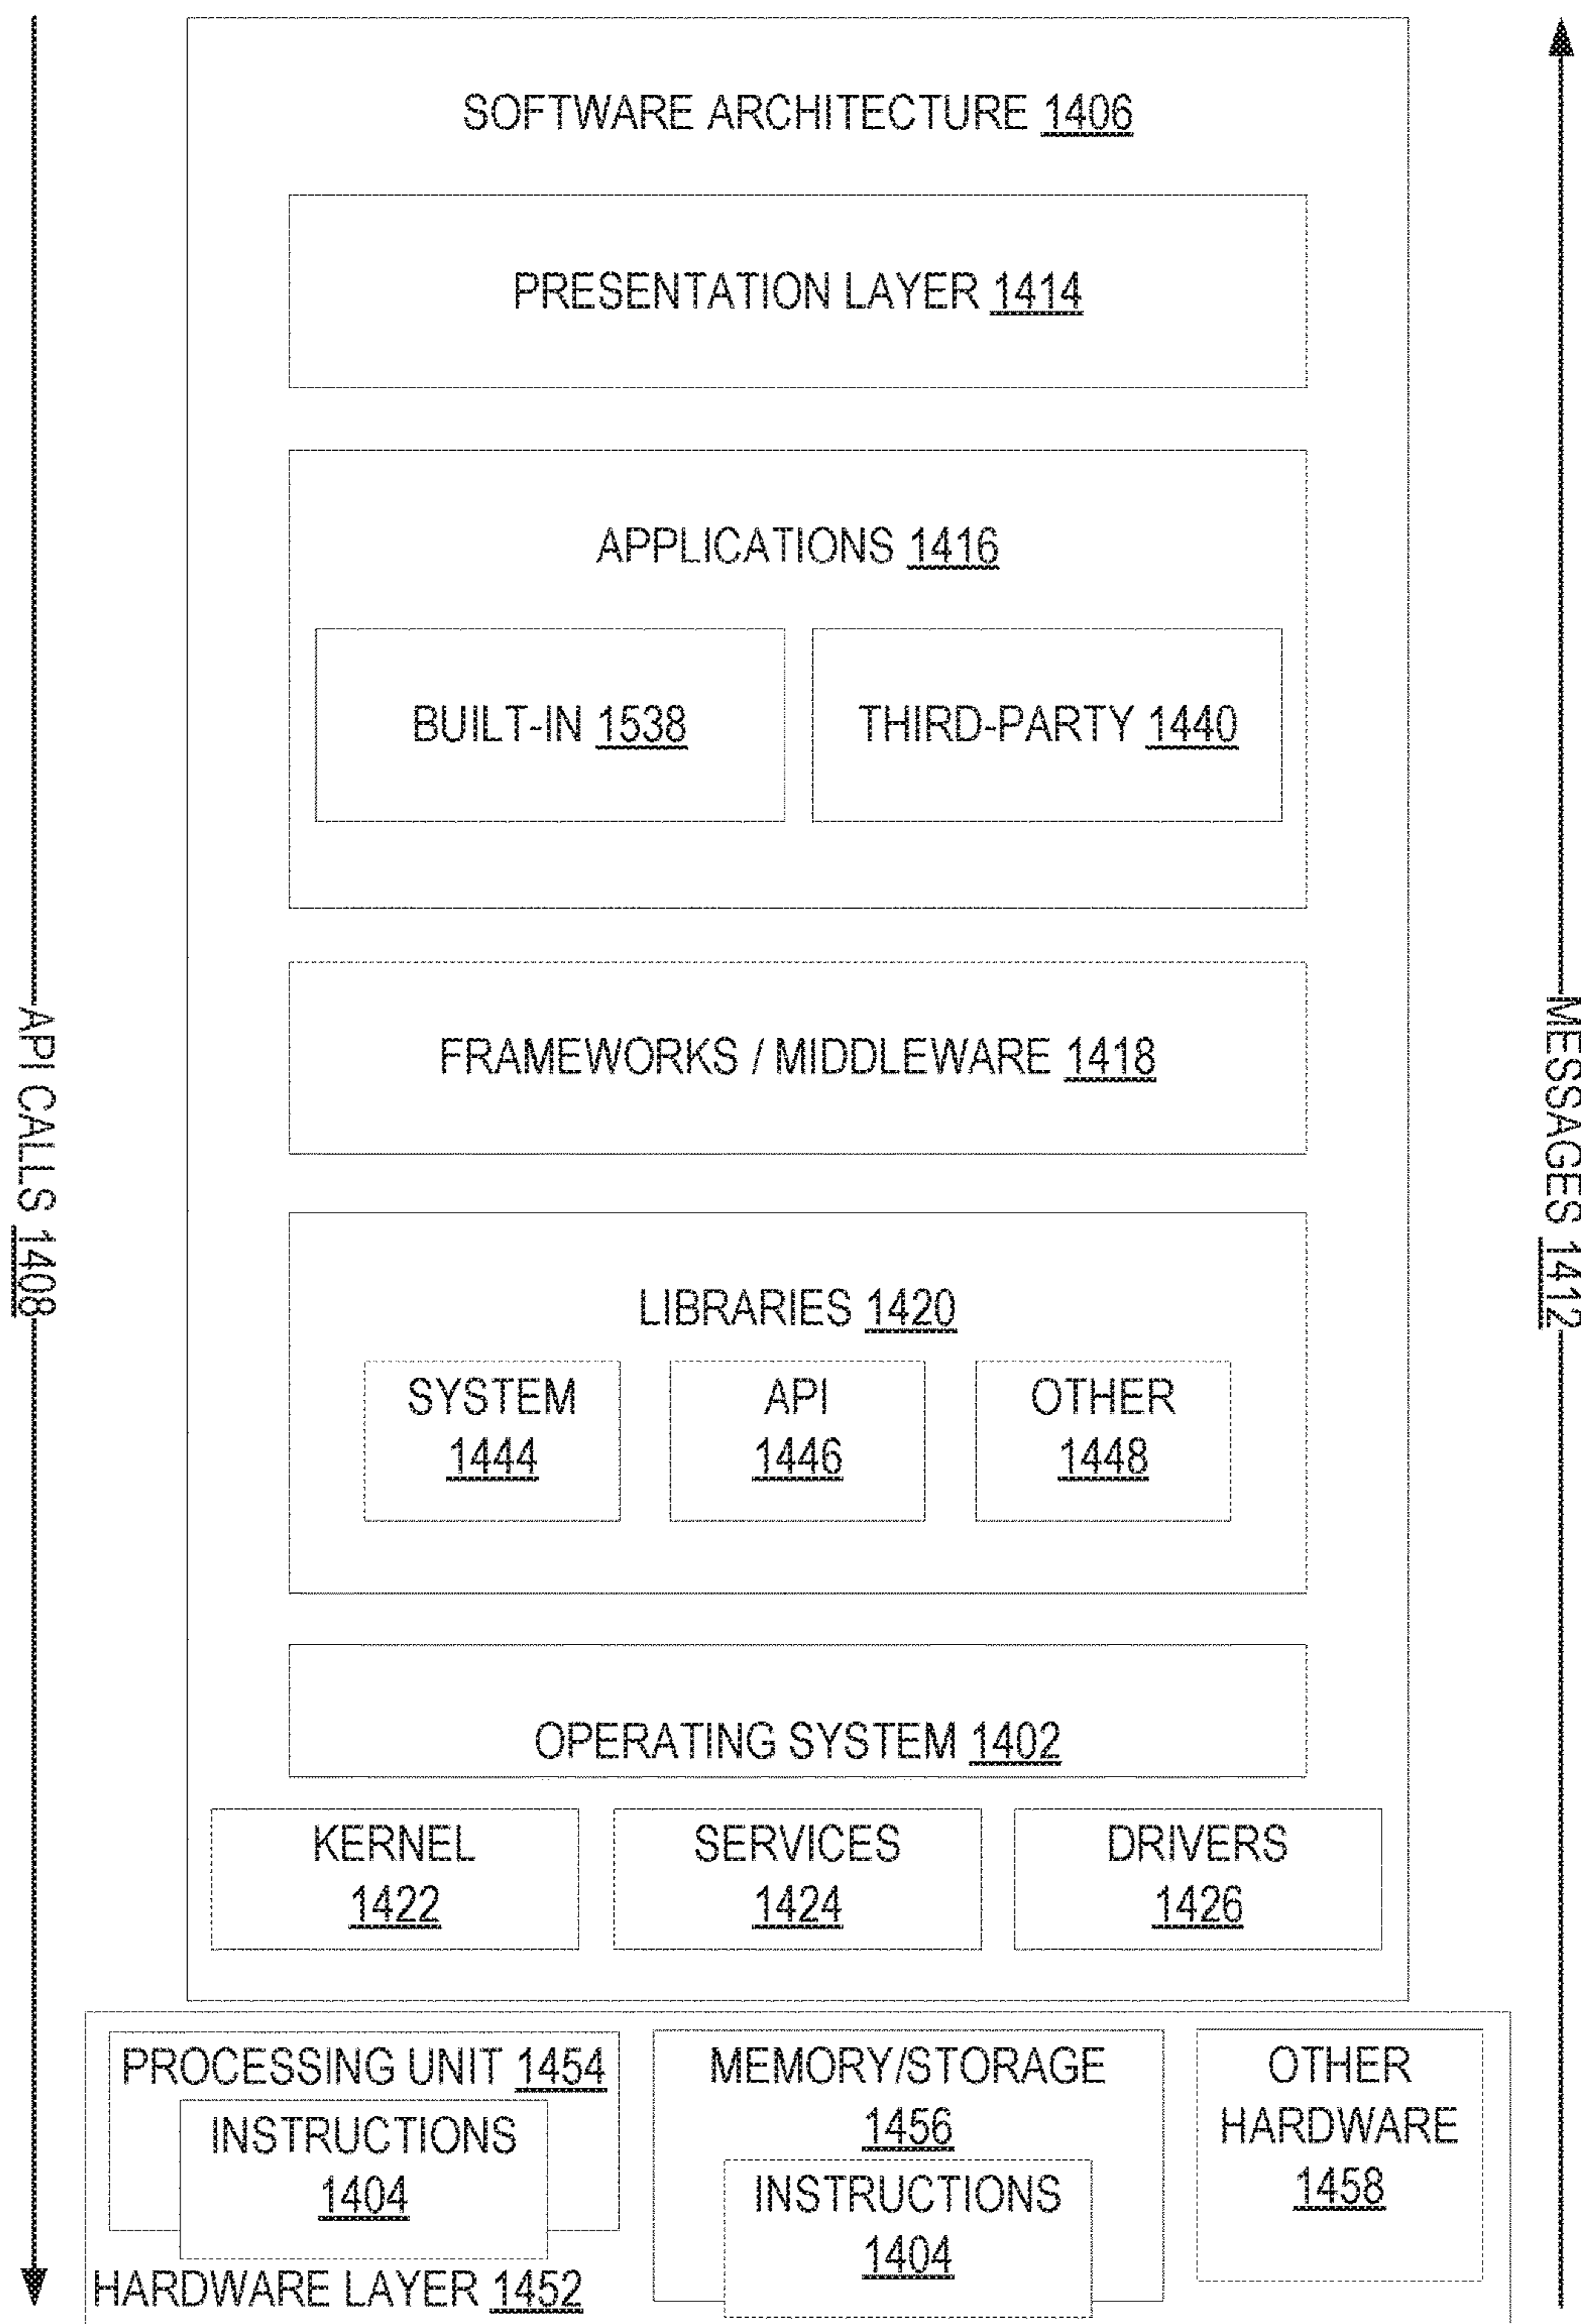 SOFTWARE ARCHITECTURE 1406
PRESENTATION LAYER 1414
APPLICATIONS 1416
BUILT-IN 1538
THIRD-PARTY 1440
FRAMEWORKS / MIDDLEWARE 1418
API CALLS 1408
MESSAGES 1412
LIBRARIES 1420
SYSTEM
1444
API
1446
OTHER
1448
OPERATING SYSTEM 1402
KERNEL
1422
SERVICES
1424
DRIVERS
1426
PROCESSING UNIT 1454
INSTRUCTIONS
1404
MEMORY/STORAGE
1456
INSTRUCTIONS
1404
OTHER
HARDWARE
1458
HARDWARE LAYER 1452